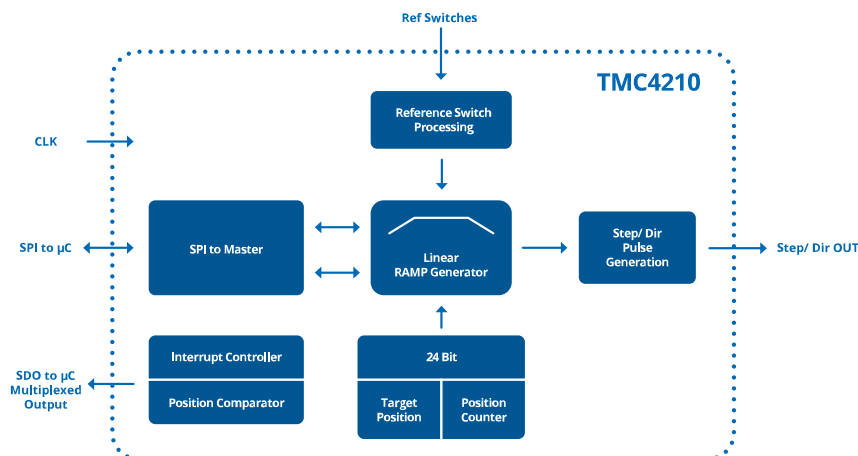 Ref Switches
TMC4210
Reference Switch
Processing
CLK
SPI to µC
SPI to Master
Linear
RAMP Generator
Step/ Dir
Pulse
Generation
Step/ Dir OUT
SDO to µC
Multiplexed
Output
Interrupt Controller
Position Comparator
24 Bit
Target
Position
Position
Counter